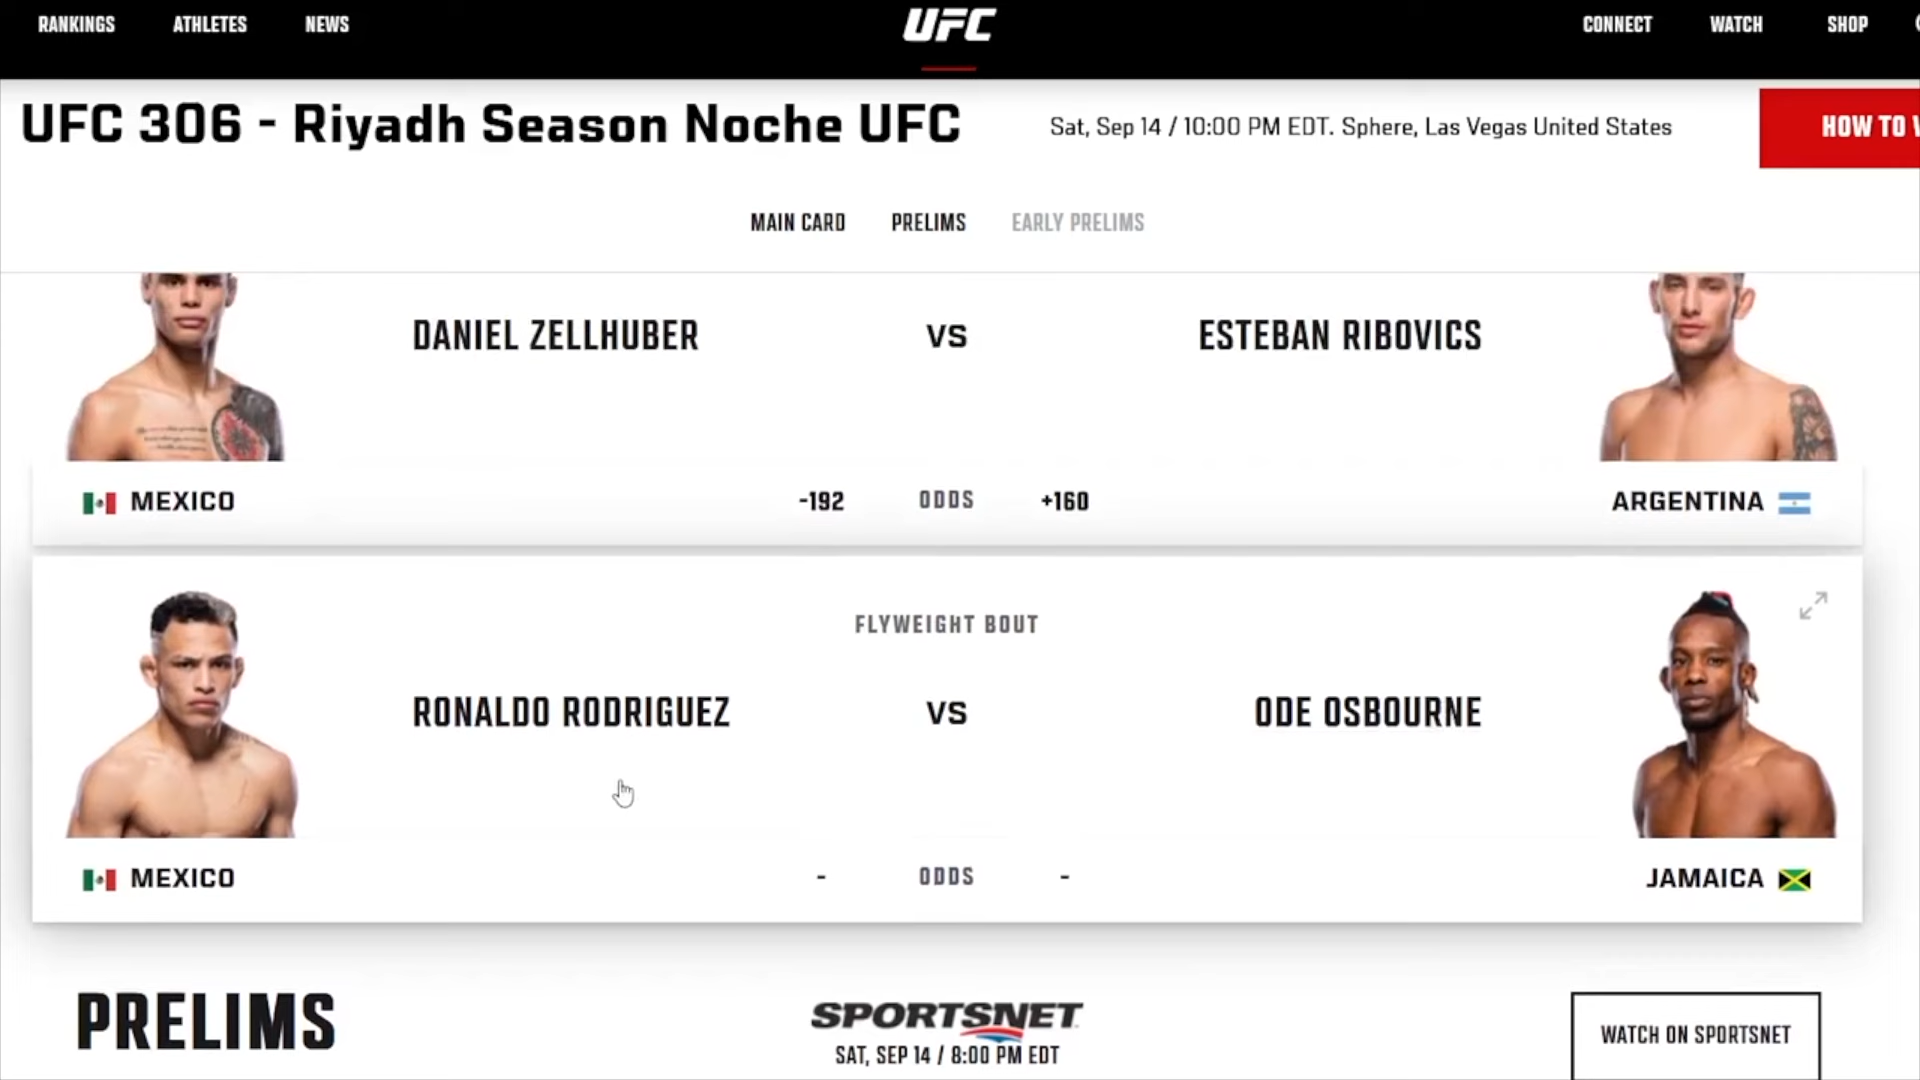 RANKINGS ATHLETES NEWS UFC CONNECT WATCH SHOP
UFC 306 - Riyadh Season Noche UFC Sat, Sep 14 / 10:00 PM EDT. Sphere, Las Vegas United States HOW TO
MAIN CARD PRELIMS EARLY PRELIMS
DANIEL ZELLHUBER VS ESTEBAN RIBOVICS
MEXICO -192 ODDS +160 ARGENTINA
FLYWEIGHT BOUT
RONALDO RODRIGUEZ VS ODE OSBOURNE
MEXICO - ODDS - JAMAICA
PRELIMS SPORTSNET WATCH ON SPORTSNET
SAT, SEP 14 / 8:00 PM EDT